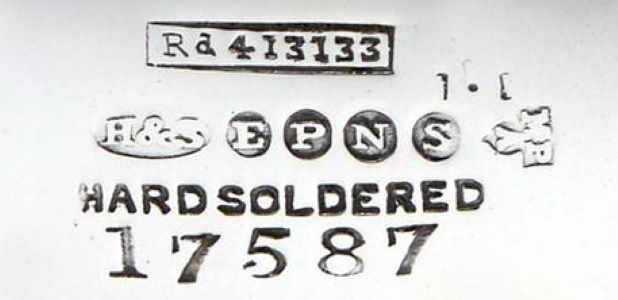 Rd 413133
H&S E P N S
HARD SOLDERED
17587